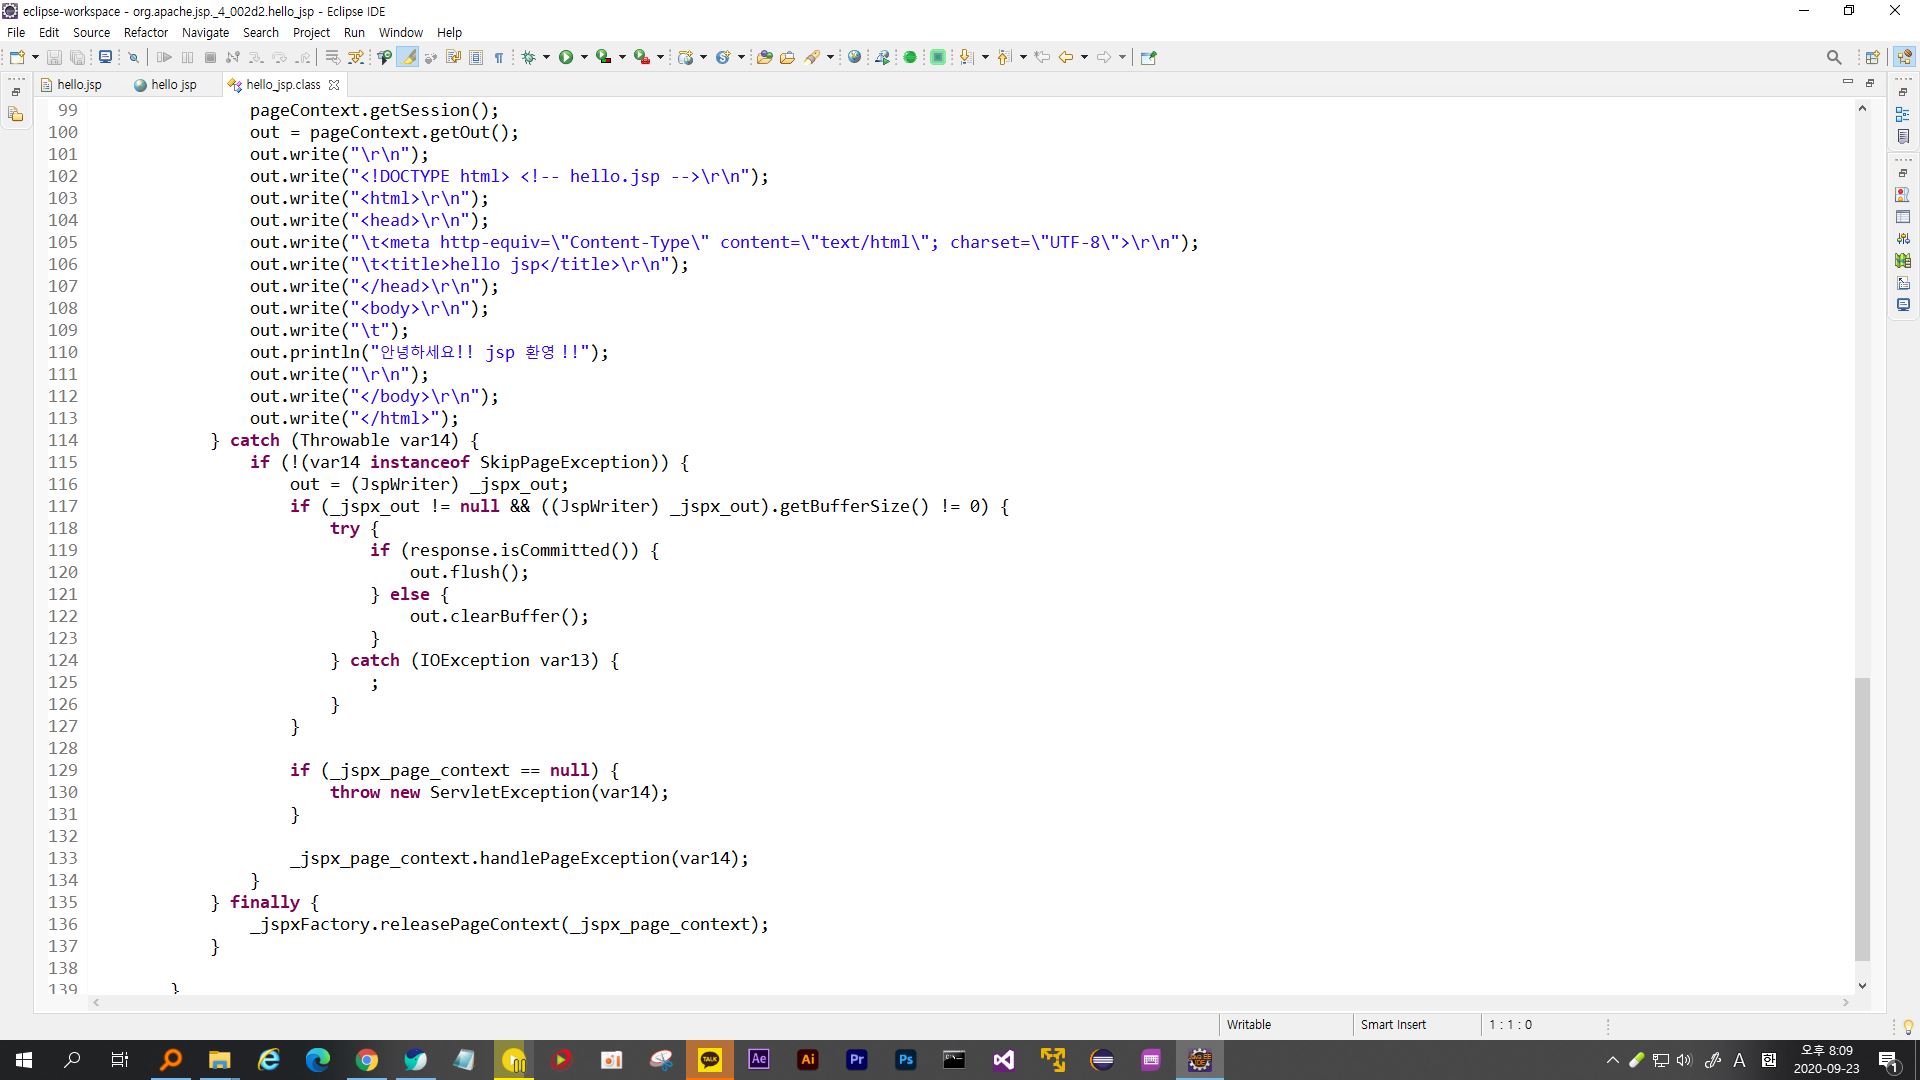 eclipse-workspace - org.apache.jsp._4_002d2.hello_jsp - Eclipse IDE
File Edit Source Refactor Navigate Search Project Run Window Help
hello.jsp hello jsp hello_jsp.class
99 pageContext.getSession();
100 out = pageContext.getOut();
101 out.write("\r\n");
102 out.write("<!DOCTYPE html> <!-- hello.jsp -->\r\n");
103 out.write("<html>\r\n");
104 out.write("<head>\r\n");
105 out.write("\t<meta http-equiv=\"Content-Type\" content=\"text/html\"; charset=\"UTF-8\">\r\n");
106 out.write("\t<title>hello jsp</title>\r\n");
107 out.write("</head>\r\n");
108 out.write("<body>\r\n");
109 out.write("\t");
110 out.println("안녕하세요!! jsp 환영!!");
111 out.write("\r\n");
112 out.write("</body>\r\n");
113 out.write("</html>");
114 } catch (Throwable var14) {
115 if (!(var14 instanceof SkipPageException)) {
116 out = (JspWriter) _jspx_out;
117 if (_jspx_out != null && ((JspWriter) _jspx_out).getBufferSize() != 0) {
118 try {
119 if (response.isCommitted()) {
120 out.flush();
121 } else {
122 out.clearBuffer();
123 }
124 } catch (IOException var13) {
125 ;
126 }
127 }
128
129 if (_jspx_page_context == null) {
130 throw new ServletException(var14);
131 }
132
133 _jspx_page_context.handlePageException(var14);
134 }
135 } finally {
136 _jspxFactory.releasePageContext(_jspx_page_context);
137 }
138
139 }
Writable Smart Insert 1 : 1 : 0
TALK Ae Ai Pr Ps A 한 오후 8:09
2020-09-23 1